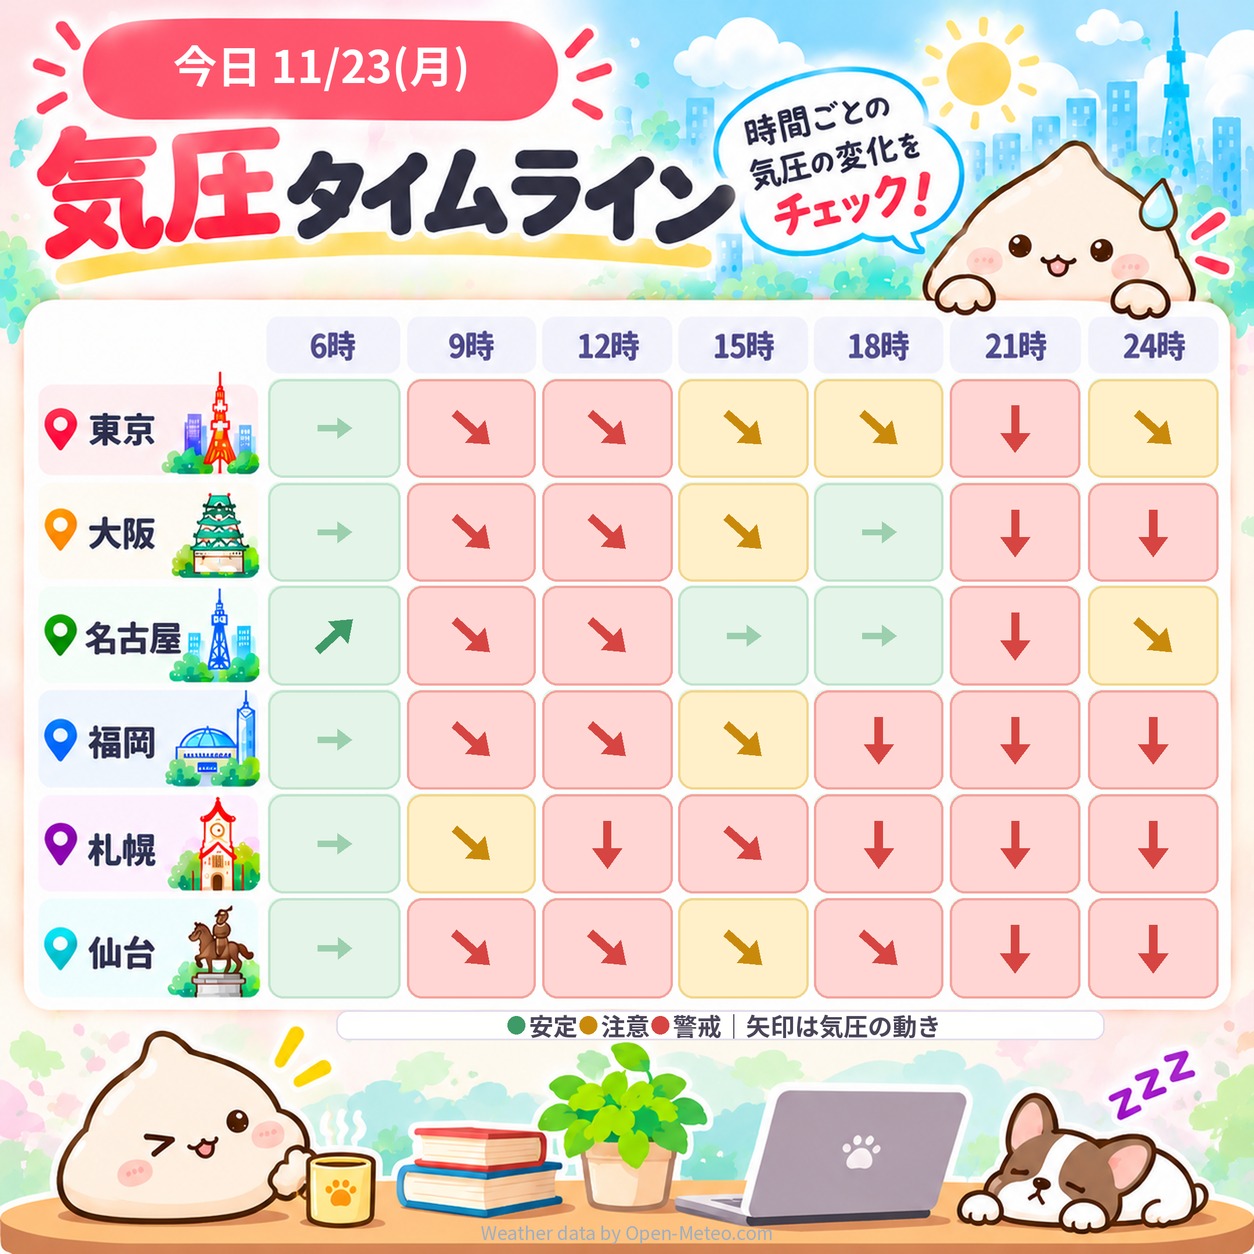 今日 11/23(月)
気圧タイムライン
時間ごとの
気圧の変化を
チェック!
6時 9時 12時 15時 18時 21時 24時
東京
大阪
名古屋
福岡
札幌
仙台
●安定●注意●警戒｜矢印は気圧の動き
zzz
Weather data by Open-Meteo.com